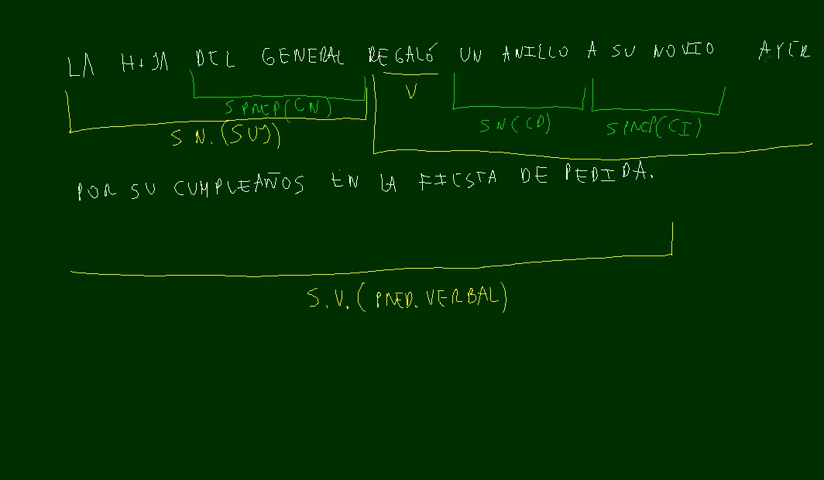 LA HIJA DEL GENERAL REGALÓ UN ANILLO A SU NOVIO AYER
V
SPREP(CN)
SN(CD)
SPREP(CI)
SN.(SUJ)
POR SU CUMPLEAÑOS EN LA FIESTA DE PEDIDA.
S.V.(PRED.VERBAL)